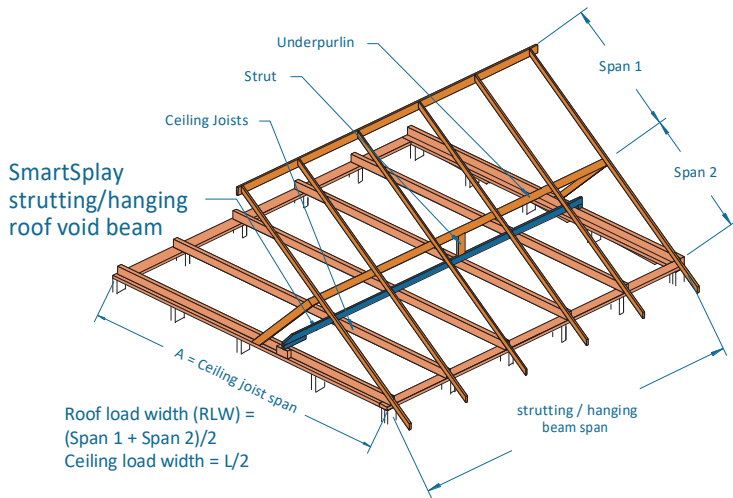 Underpurlin
Strut
Ceiling Joists
SmartSplay
strutting/hanging
roof void beam
Span 1
Span 2
A = Ceiling joist span
Roof load width (RLW) =
(Span 1 + Span 2)/2
Ceiling load width = L/2
strutting / hanging
beam span